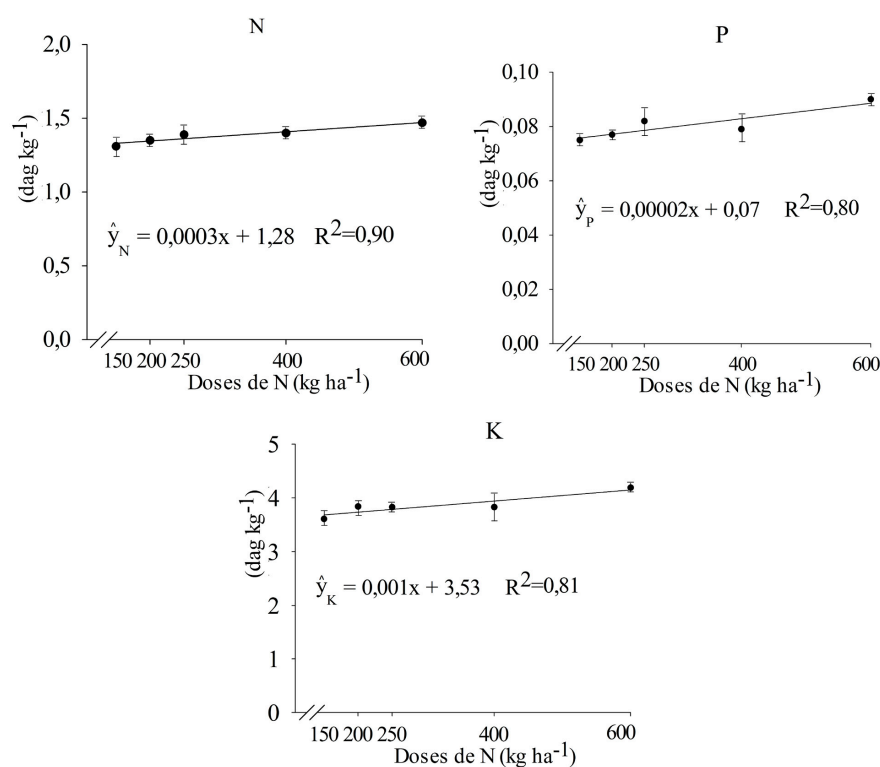 N
2,0
1,5
1,0
0,5
0,0
(dag kg⁻¹)
ŷN = 0,0003x + 1,28 R²=0,90
150 200 250 400 600
Doses de N (kg ha⁻¹)
P
0,10
0,08
0,06
0,04
0,02
0,00
(dag kg⁻¹)
ŷP = 0,00002x + 0,07 R²=0,80
150 200 250 400 600
Doses de N (kg ha⁻¹)
K
5
4
3
2
1
0
(dag kg⁻¹)
ŷK = 0,001x + 3,53 R²=0,81
150 200 250 400 600
Doses de N (kg ha⁻¹)